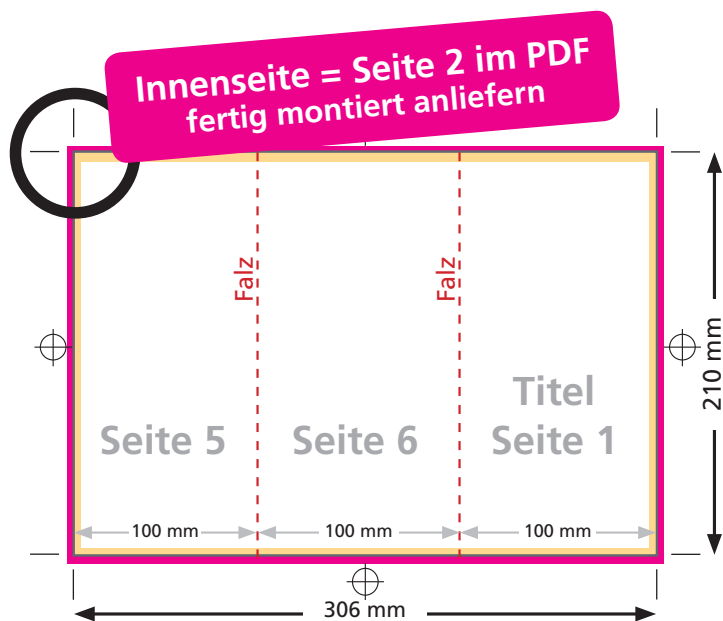 Innenseite = Seite 2 im PDF
fertig montiert anliefern
Falz
Falz
210 mm
Titel
Seite 5
Seite 6
Seite 1
100 mm
100 mm
100 mm
306 mm